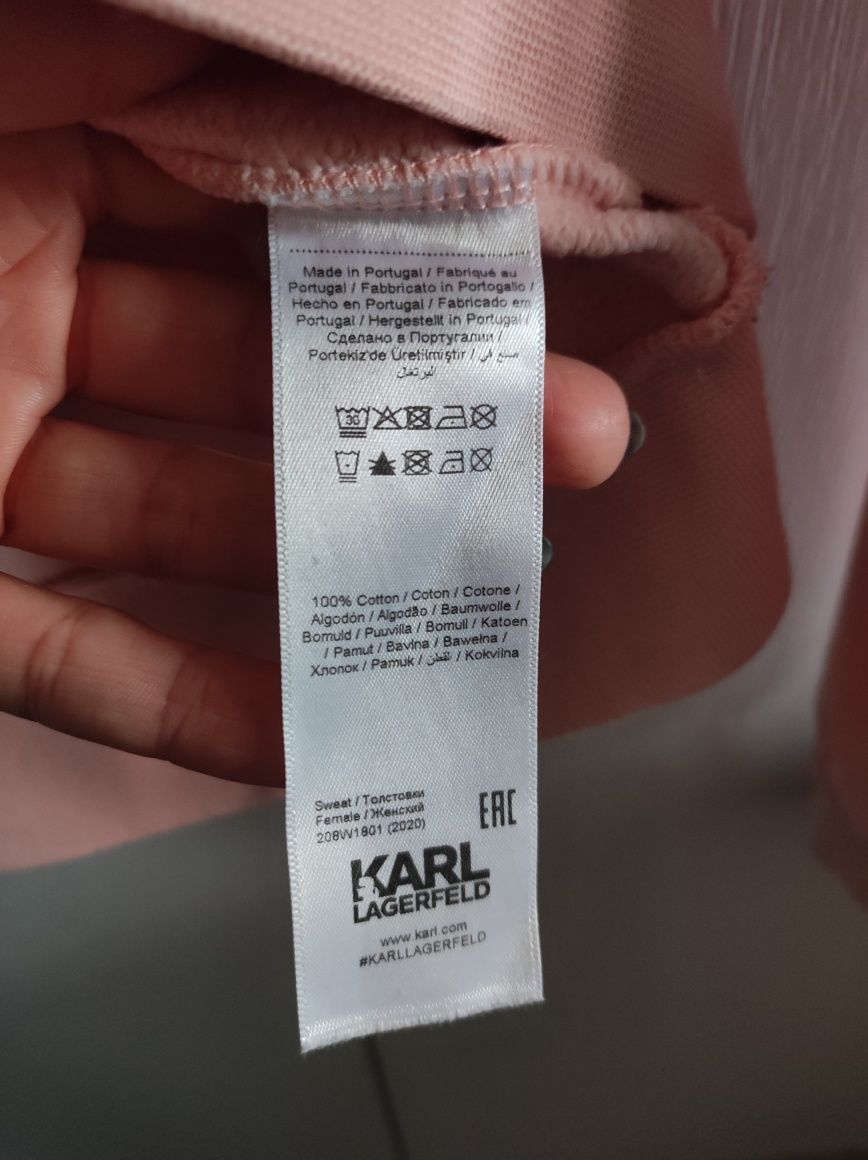 Made in Portugal / Fabriqué au
Portugal / Fabbricato in Portogallo /
Hecho en Portugal / Fabricado em
Portugal / Hergestellt in Portugal /
Сделано в Португалии /
Portekiz'de Üretilmiştir / صنع في
البرتغال
30
100% Cotton / Coton / Cotone /
Algodón / Algodão / Baumwolle /
Bomuld / Puuvilla / Bomull / Katoen
/ Pamut / Bavlna / Bawełna /
Хлопок / Pamuk / القطن / Kokvilna
Sweat / Толстовки
Female / Женский
208W1801 (2020)
EAC
KARL
LAGERFELD
www.karl.com
#KARLLAGERFELD